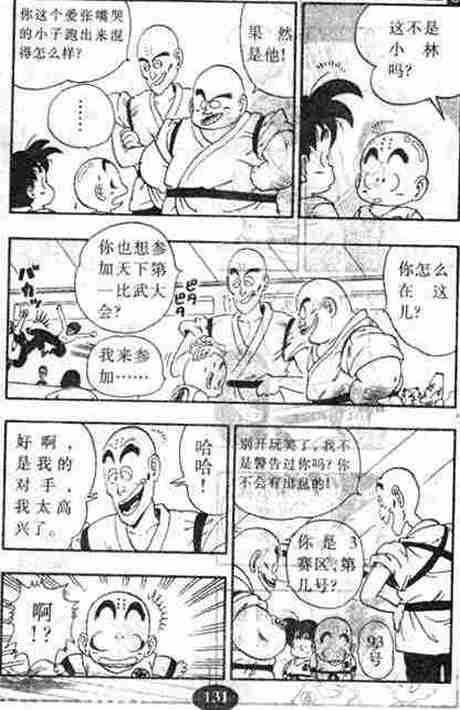 这不是
小林
吗?
果然
是他!
你这个爱张嘴哭
的小子跑出来混
得怎么样?
……
你怎么
在这
儿?
你也想参
加天下第
一比武大
会?
我来参
加……
别开玩笑了,我不
是警告过你吗?你
不会有出息的!
你是3
赛区,第
几号?
93
号
哈
哈!
好啊,
是我的
对手,
我太高
兴了。
啊
!?
131